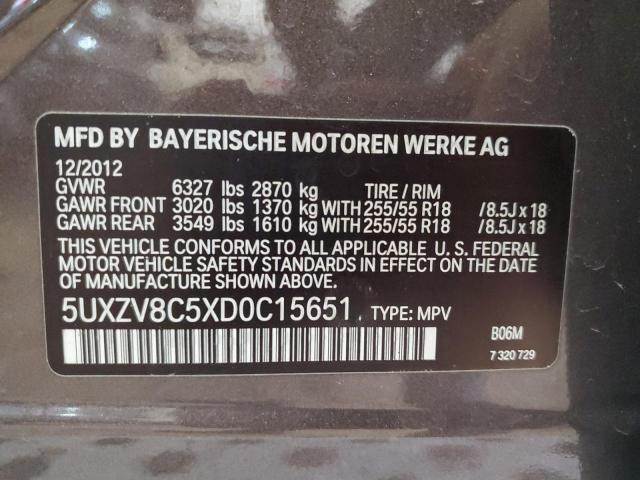 MFD BY BAYERISCHE MOTOREN WERKE AG
12/2012
GVWR 6327 lbs 2870 kg TIRE / RIM
GAWR FRONT 3020 lbs 1370 kg WITH 255/55 R18 /8.5J x 18
GAWR REAR 3549 lbs 1610 kg WITH 255/55 R18 /8.5J x 18
THIS VEHICLE CONFORMS TO ALL APPLICABLE U. S. FEDERAL
MOTOR VEHICLE SAFETY STANDARDS IN EFFECT ON THE
DATE OF MANUFACTURE SHOWN ABOVE.
5UXZV8C5XD0C15651 TYPE: MPV
B06M
7 320 729